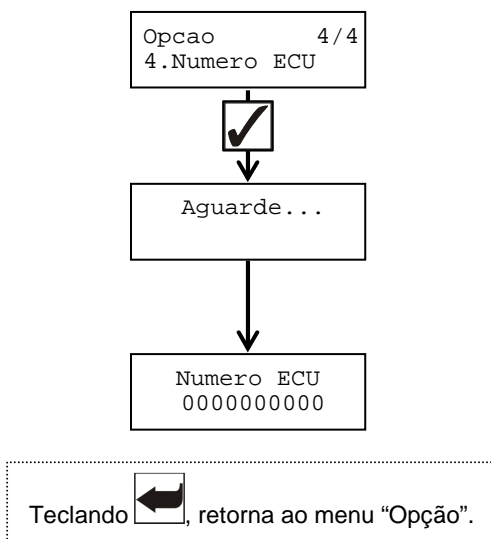 Opcao 4/4
4.Numero ECU
Aguarde...
Numero ECU
0000000000
Teclando , retorna ao menu “Opção”.